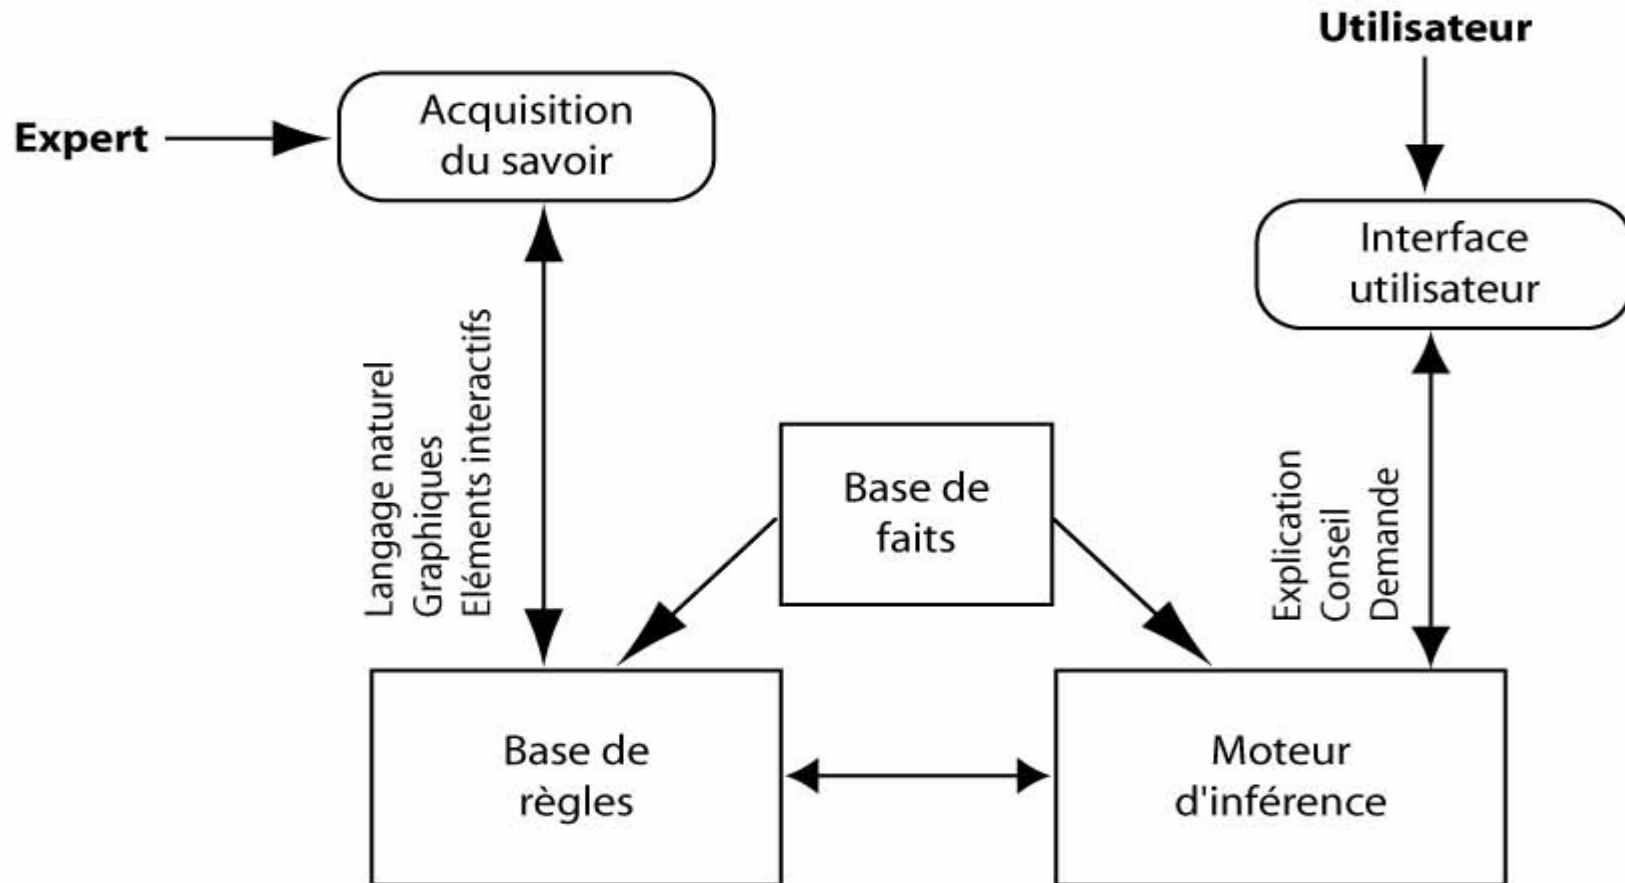 Utilisateur
Expert
Acquisition
du savoir
Interface
utilisateur
Langage naturel
Graphiques
Eléments interactifs
Base de
faits
Explication
Conseil
Demande
Base de
règles
Moteur
d'inférence